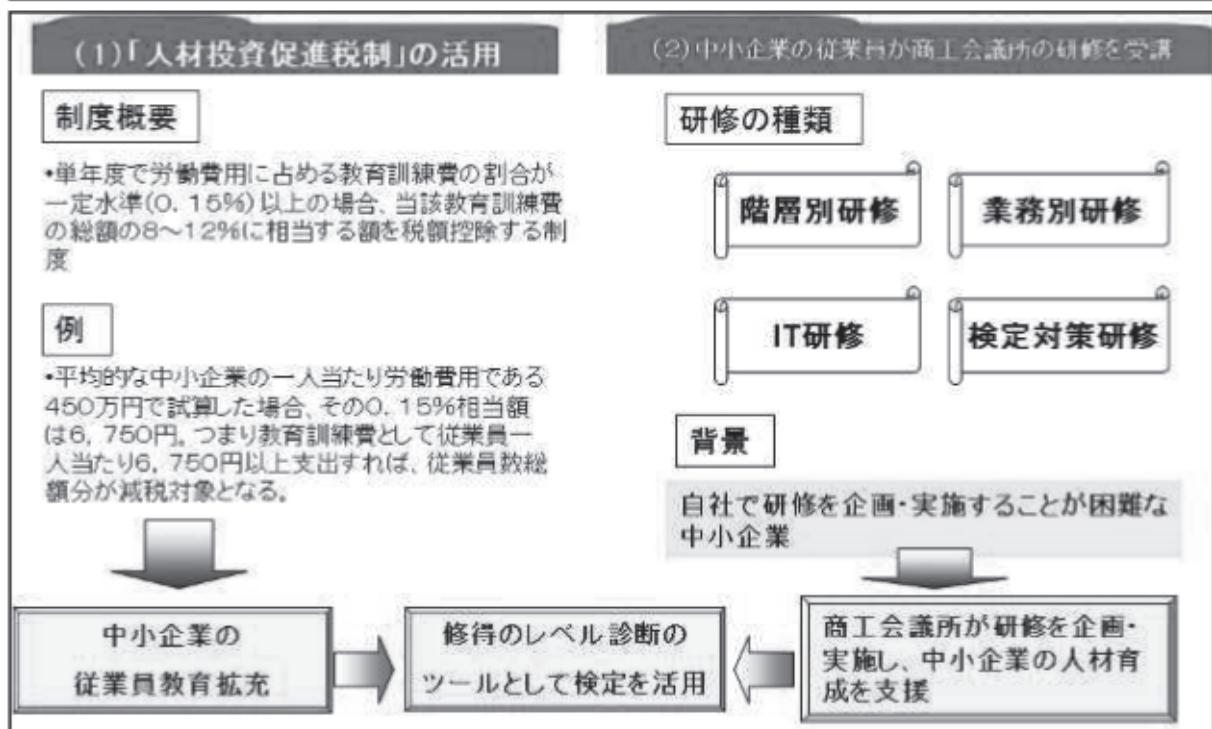 (1)「人材投資促進税制」の活用
制度概要
•単年度で労働費用に占める教育訓練費の割合が
一定水準(0.15%)以上の場合、当該教育訓練費
の総額の8〜12%に相当する額を税額控除する制
度
例
•平均的な中小企業の一人当たり労働費用である
450万円で試算した場合、その0.15%相当額
は6,750円。つまり教育訓練費として従業員一
人当たり6,750円以上支出すれば、従業員数総
額分が減税対象となる。
中小企業の
従業員教育拡充
修得のレベル診断の
ツールとして検定を活用
(2)中小企業の従業員が商工会議所の研修を受講
研修の種類
階層別研修
業務別研修
IT研修
検定対策研修
背景
自社で研修を企画・実施することが困難な
中小企業
商工会議所が研修を企画・
実施し、中小企業の人材育
成を支援